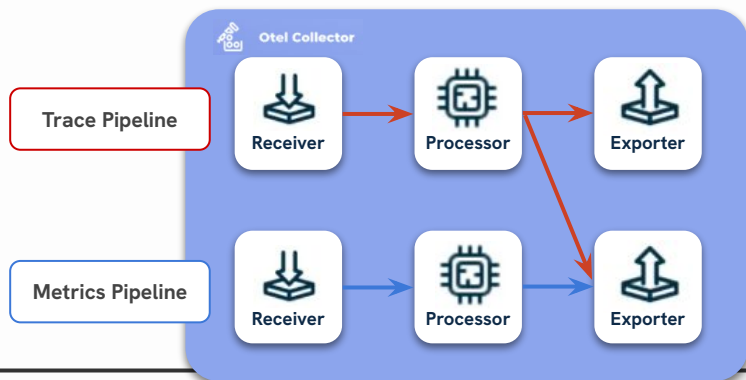 Otel Collector
Trace Pipeline
Receiver
Processor
Exporter
Metrics Pipeline
Receiver
Processor
Exporter